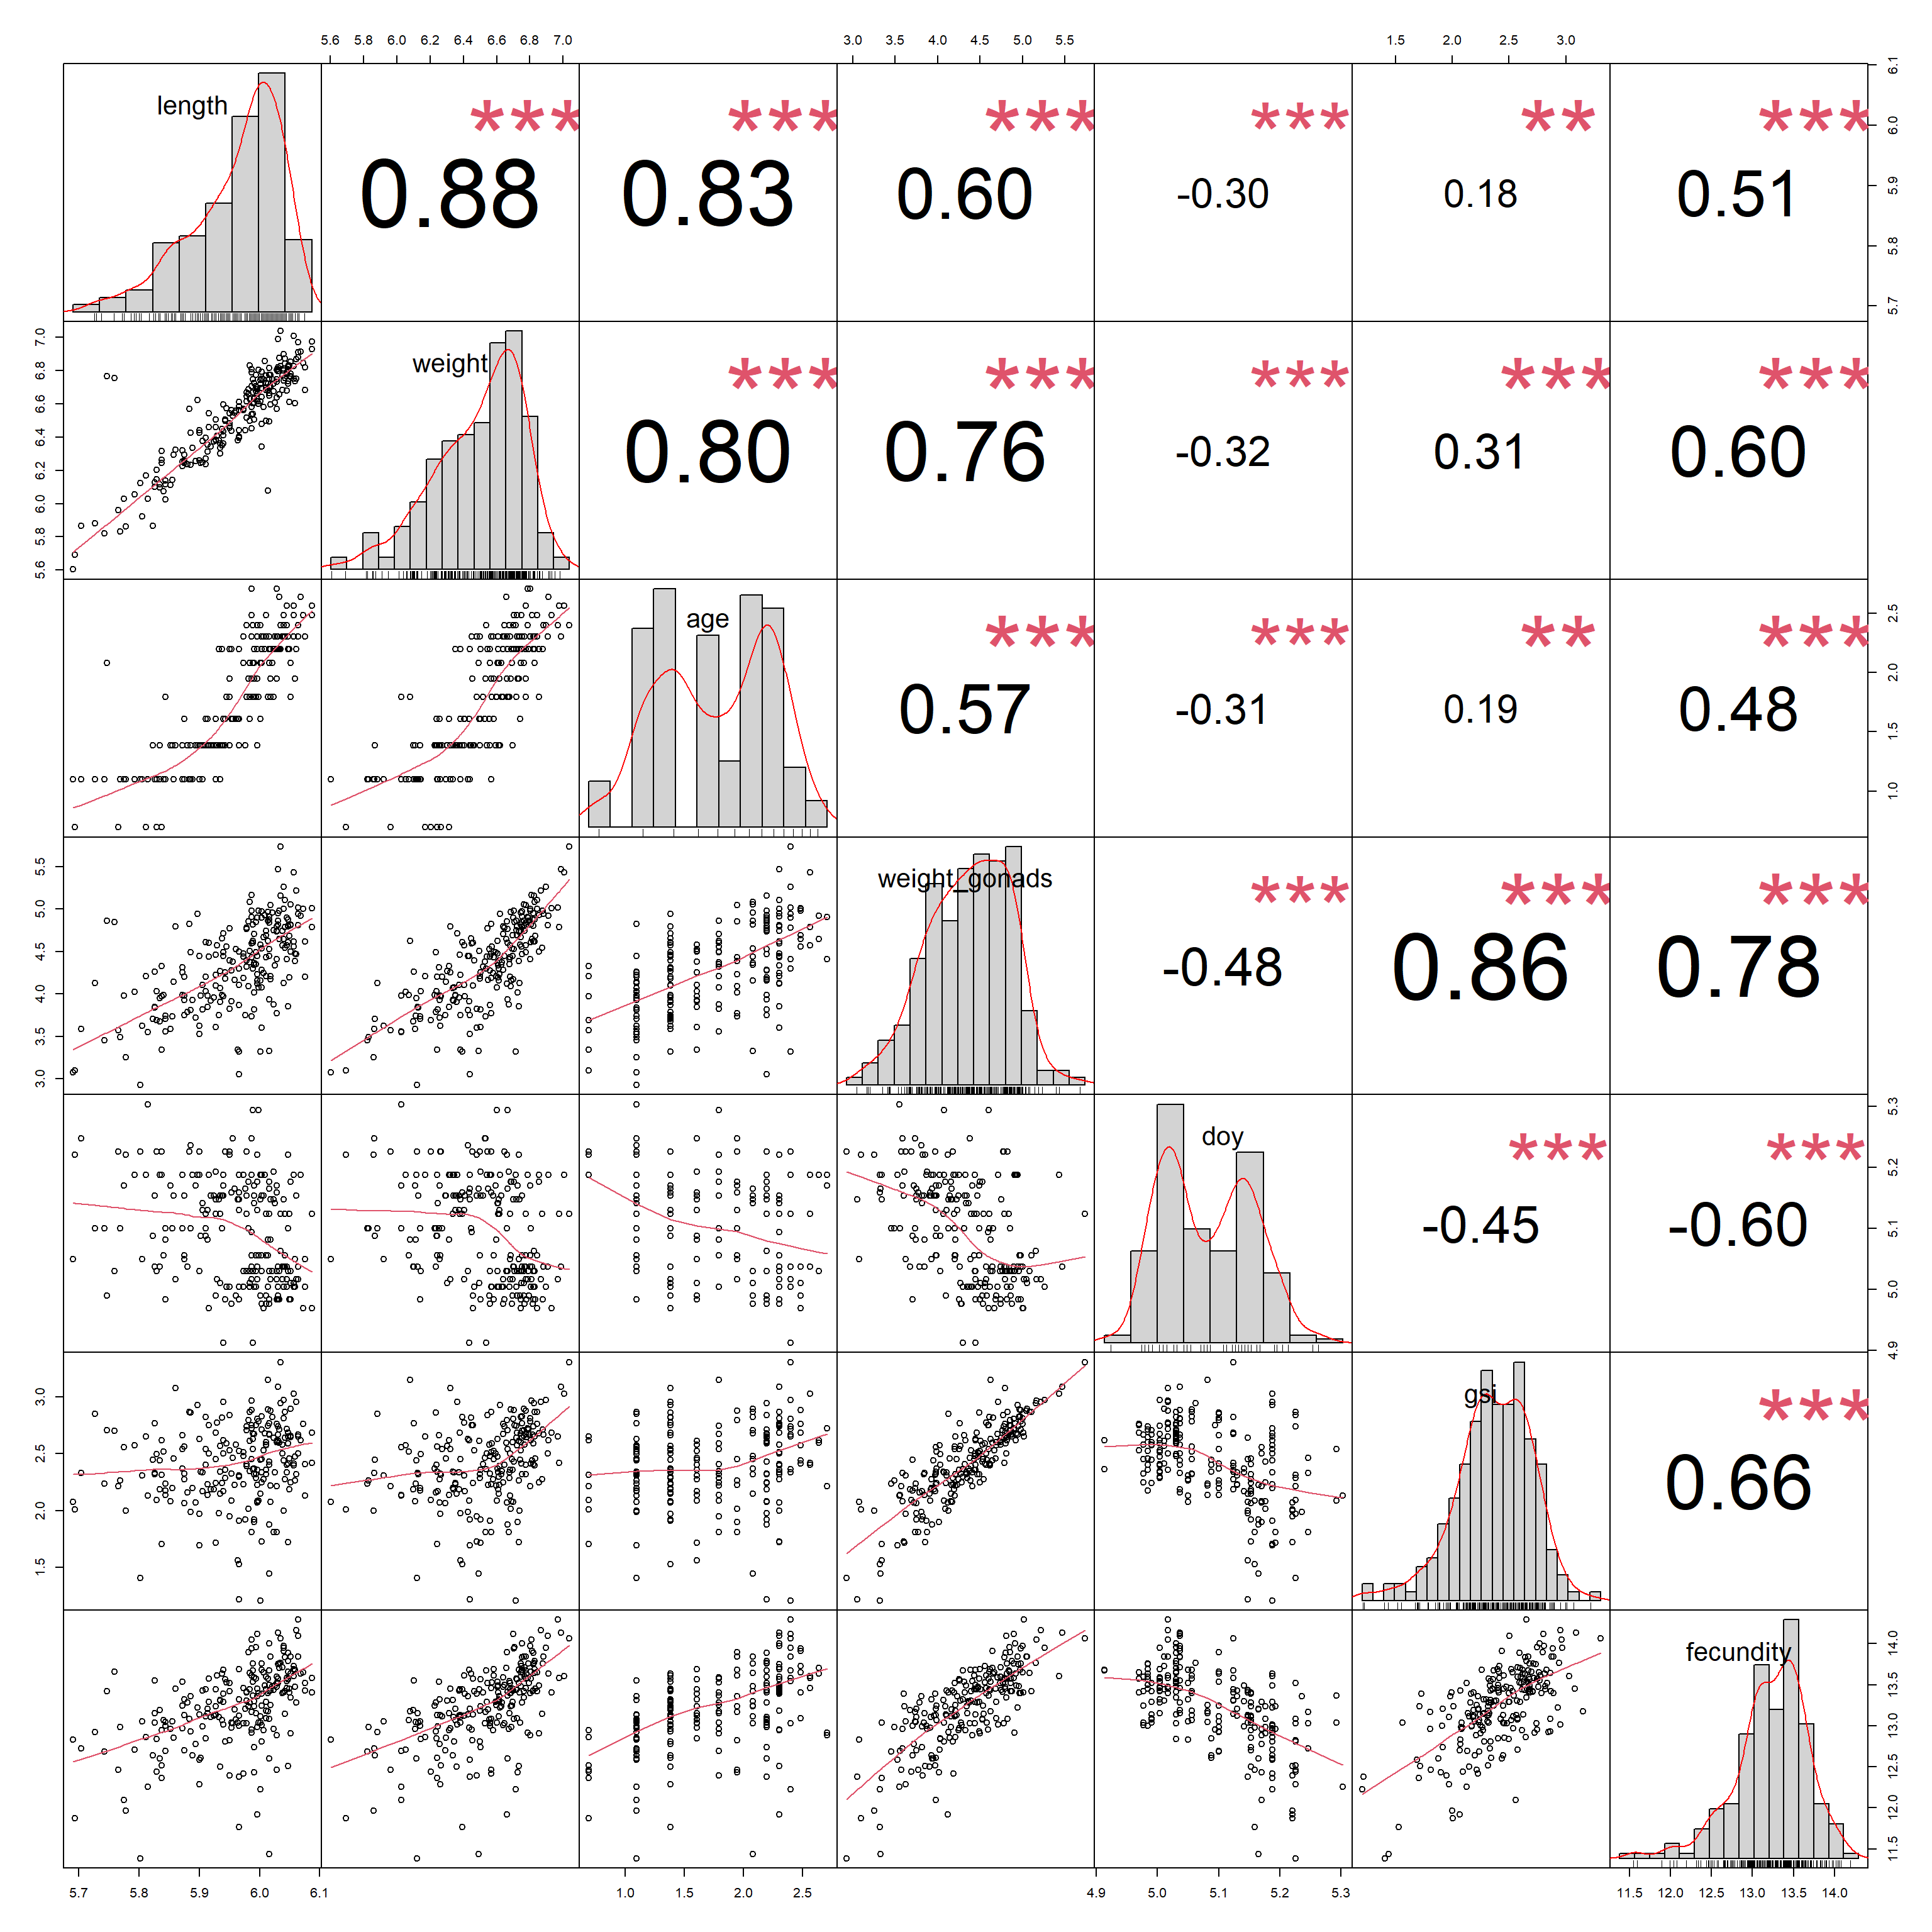 5.6 5.8 6.0 6.2 6.4 6.6 6.8 7.0 3.0 3.5 4.0 4.5 5.0 5.5 1.5 2.0 2.5 3.0
length *** *** *** *** ** ***
0.88 0.83 0.60 -0.30 0.18 0.51
5.7 5.8 5.9 6.0 6.1
weight *** *** *** *** ***
0.80 0.76 -0.32 0.31 0.60
5.6 5.8 6.0 6.2 6.4 6.6 6.8 7.0
age *** *** ** ***
0.57 -0.31 0.19 0.48
1.0 1.5 2.0 2.5
weight_gonads *** *** ***
-0.48 0.86 0.78
3.0 3.5 4.0 4.5 5.0 5.5
doy *** ***
-0.45 -0.60
4.9 5.0 5.1 5.2 5.3
gsi ***
0.66
1.5 2.0 2.5 3.0
fecundity
11.5 12.0 12.5 13.0 13.5 14.0
5.7 5.8 5.9 6.0 6.1 1.0 1.5 2.0 2.5 4.9 5.0 5.1 5.2 5.3 11.5 12.0 12.5 13.0 13.5 14.0